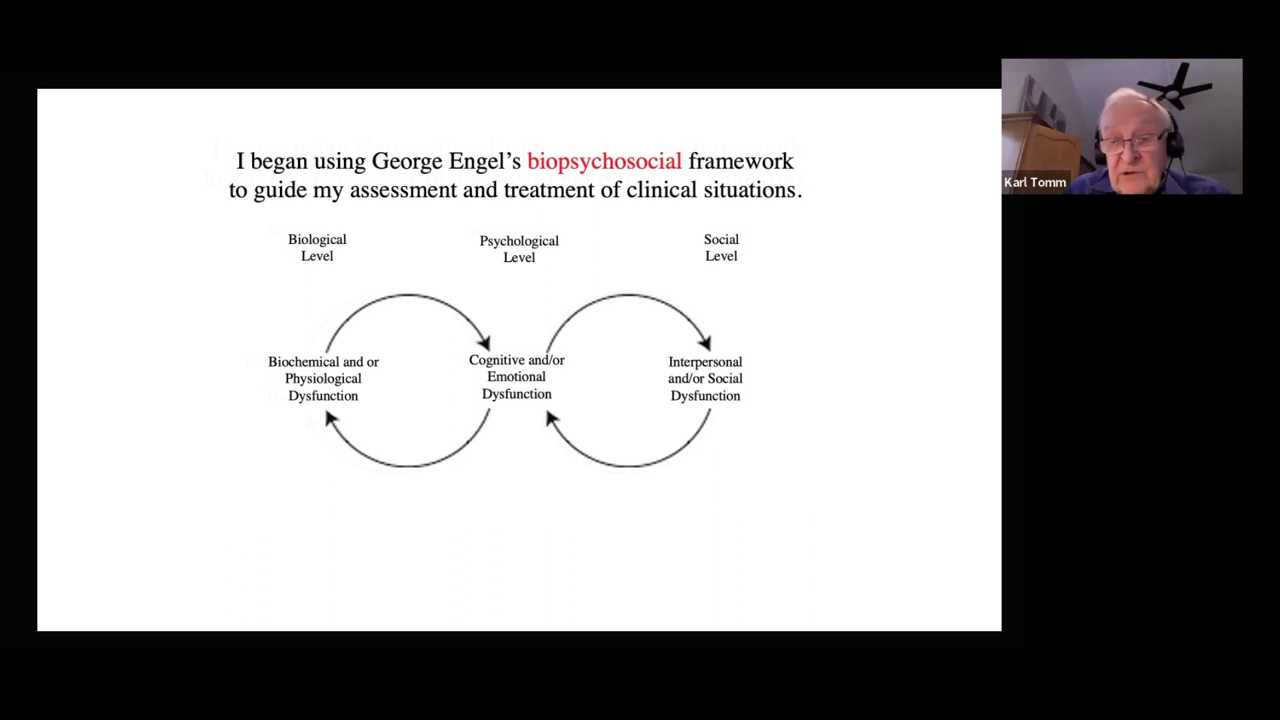 I began using George Engel’s biopsychosocial framework
to guide my assessment and treatment of clinical situations.
Biological
Level
Psychological
Level
Social
Level
Biochemical and or
Physiological
Dysfunction
Cognitive and/or
Emotional
Dysfunction
Interpersonal
and/or Social
Dysfunction
Karl Tomm